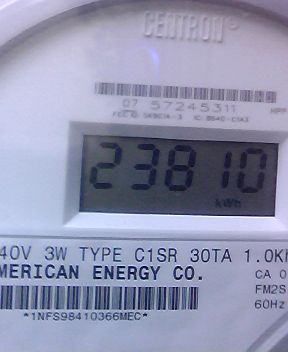 CENTRON®
07 57245311
23810
kWh
40V 3W TYPE C1SR 30TA 1.0Kh
MERICAN ENERGY CO. CA 0
FM2S
60Hz
*1NFS98410366MEC*